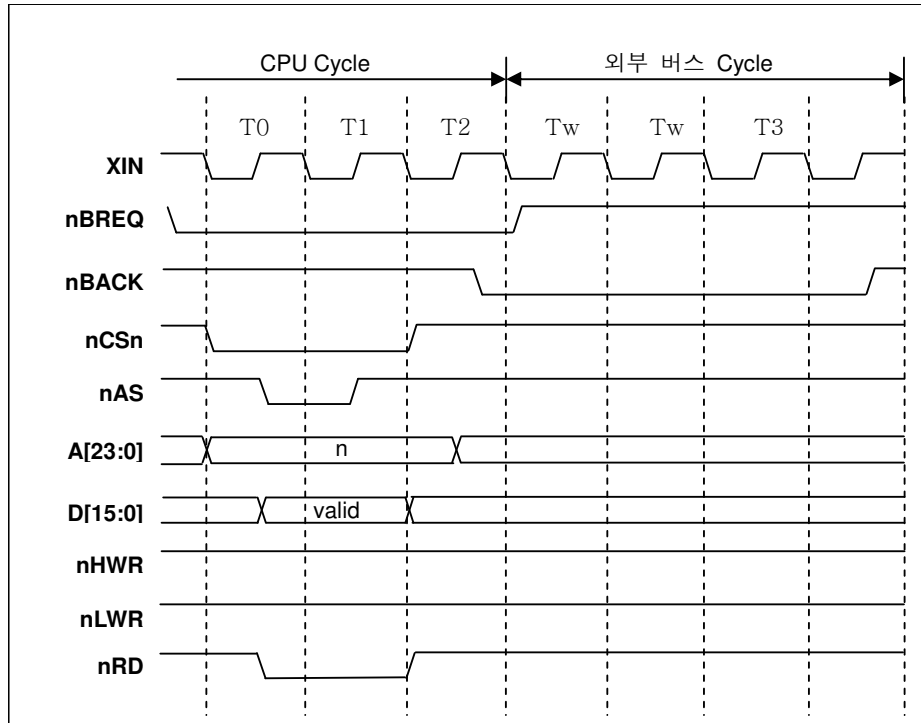 CPU Cycle 외부 버스 Cycle
T0 T1 T2 Tw Tw T3
XIN
nBREQ
nBACK
nCSn
nAS
A[23:0] n
D[15:0] valid
nHWR
nLWR
nRD